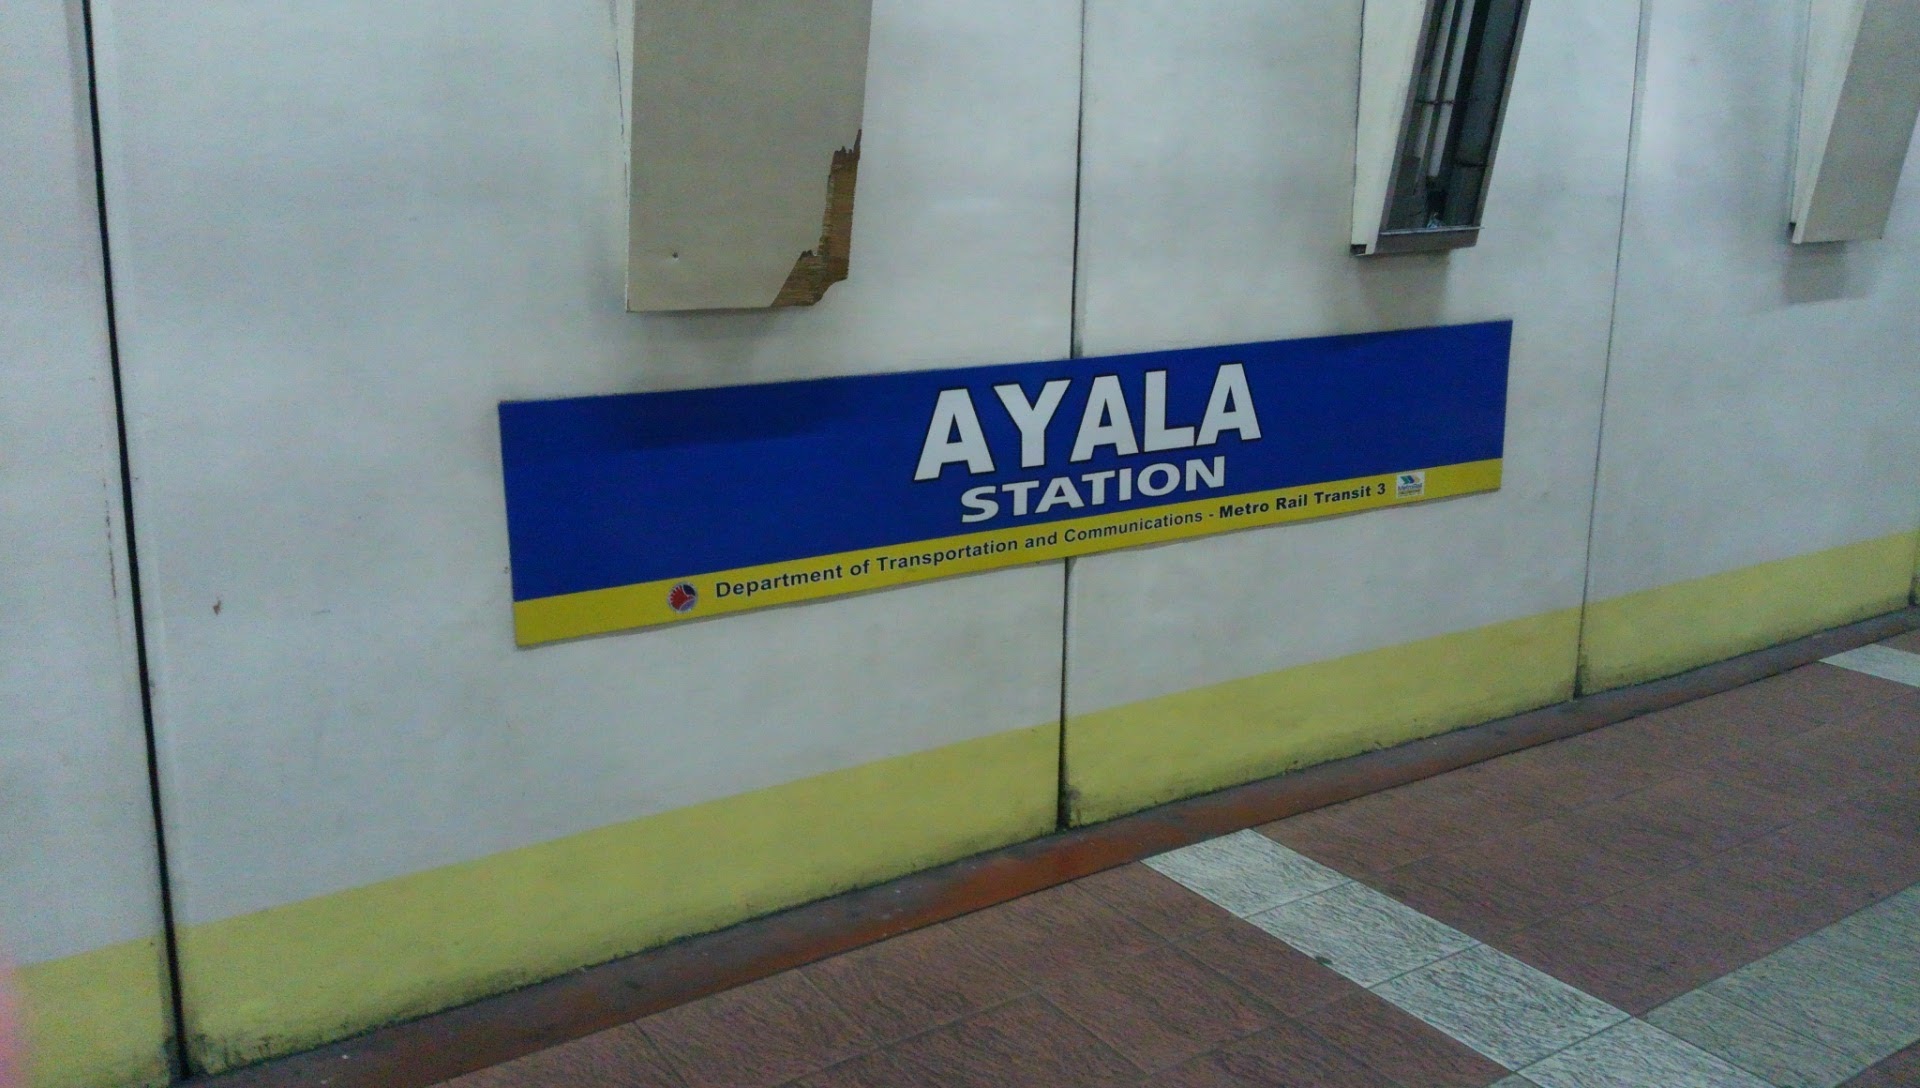 AYALA
STATION
Department of Transportation and Communications - Metro Rail Transit 3